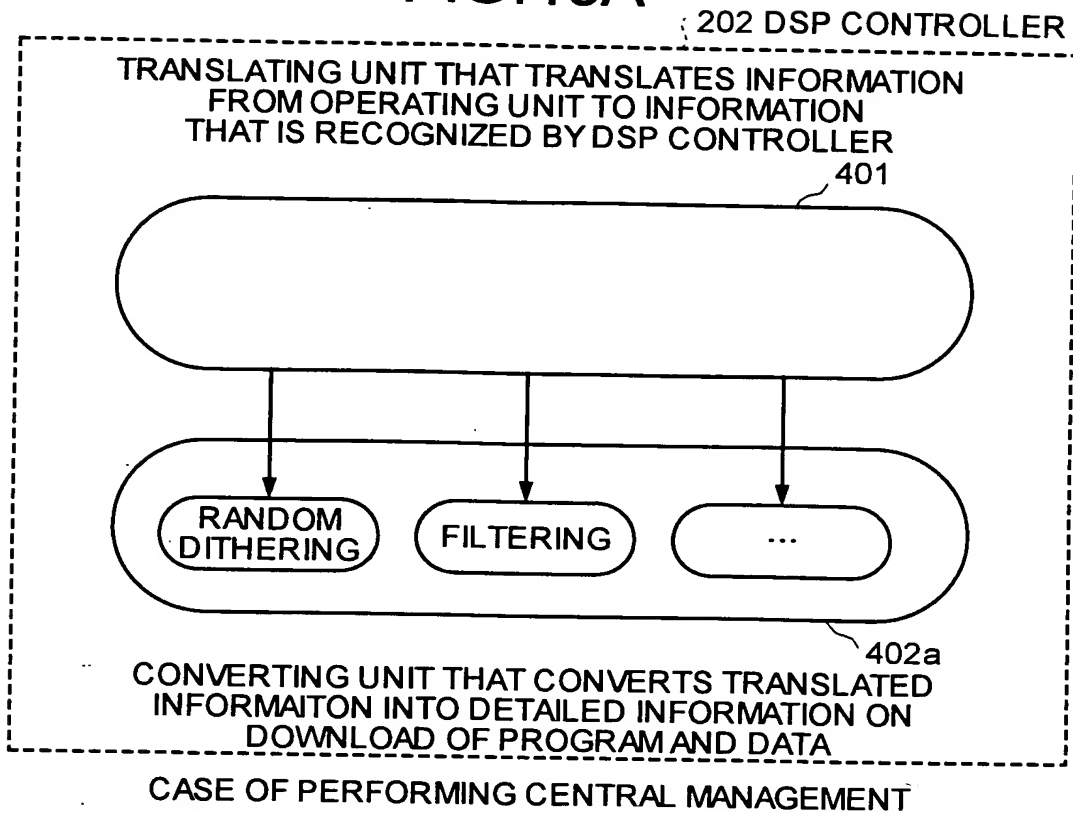 202 DSP CONTROLLER
TRANSLATING UNIT THAT TRANSLATES INFORMATION
FROM OPERATING UNIT TO INFORMATION
THAT IS RECOGNIZED BY DSP CONTROLLER
401
RANDOM
DITHERING
FILTERING
...
402a
CONVERTING UNIT THAT CONVERTS TRANSLATED
INFORMAITON INTO DETAILED INFORMATION ON
DOWNLOAD OF PROGRAM AND DATA
CASE OF PERFORMING CENTRAL MANAGEMENT